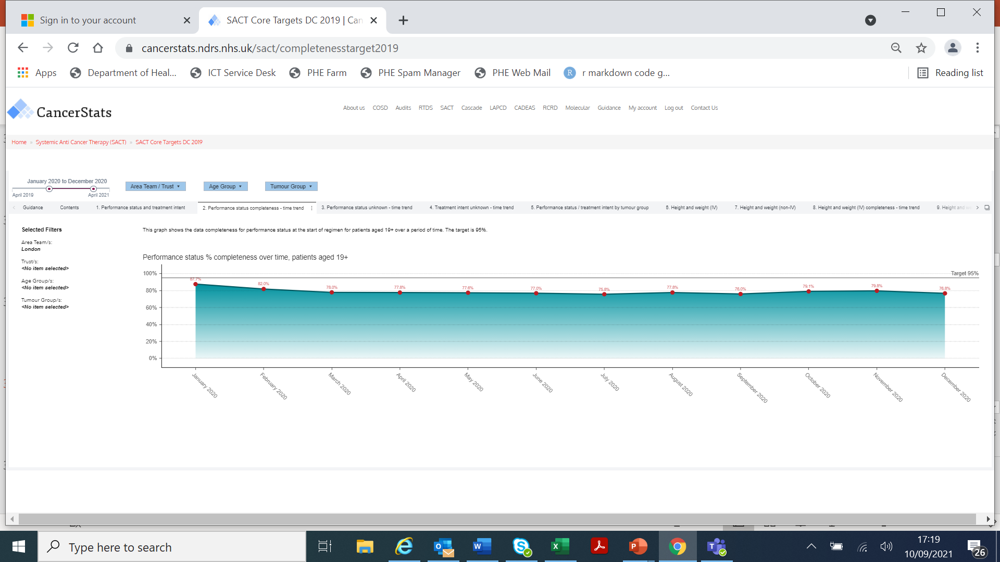 Sign in to your account
SACT Core Targets DC 2019 | Can
cancerstats.ndrs.nhs.uk/sact/completenesstarget2019
Apps
Department of Heal...
ICT Service Desk
PHE Farm
PHE Spam Manager
PHE Web Mail
R
r markdown code g...
Reading list
CancerStats
About us COSD Audits RTDS SACT Cascade LAPCD CADEAS RCRD Molecular Guidance My account Log out Contact Us
Home » Systemic Anti Cancer Therapy (SACT) » SACT Core Targets DC 2019
January 2020 to December 2020
April 2019
April 2021
Area Team / Trust
Age Group
Tumour Group
Guidance
Contents
1. Performance status and treatment intent
2. Performance status completeness - time trend
3. Performance status unknown - time trend
4. Treatment intent unknown - time trend
5. Performance status / treatment intent by tumour group
6. Height and weight (IV)
7. Height and weight (non-IV)
8. Height and weight (IV) completeness - time trend
9. Height and
Selected Filters
Area Team/s:
London
Trust/s:
<No item selected>
Age Group/s:
<No item selected>
Tumour Group/s:
<No item selected>
This graph shows the data completeness for performance status at the start of regimen for patients aged 19+ over a period of time. The target is 95%.
Performance status % completeness over time, patients aged 19+
100%
80%
60%
40%
20%
0%
Target 95%
87.7%
82.0%
78.0%
77.8%
77.6%
77.0%
75.8%
77.8%
76.0%
79.1%
79.8%
76.8%
January 2020
February 2020
March 2020
April 2020
May 2020
June 2020
July 2020
August 2020
September 2020
October 2020
November 2020
December 2020
Type here to search
17:19
10/09/2021
26